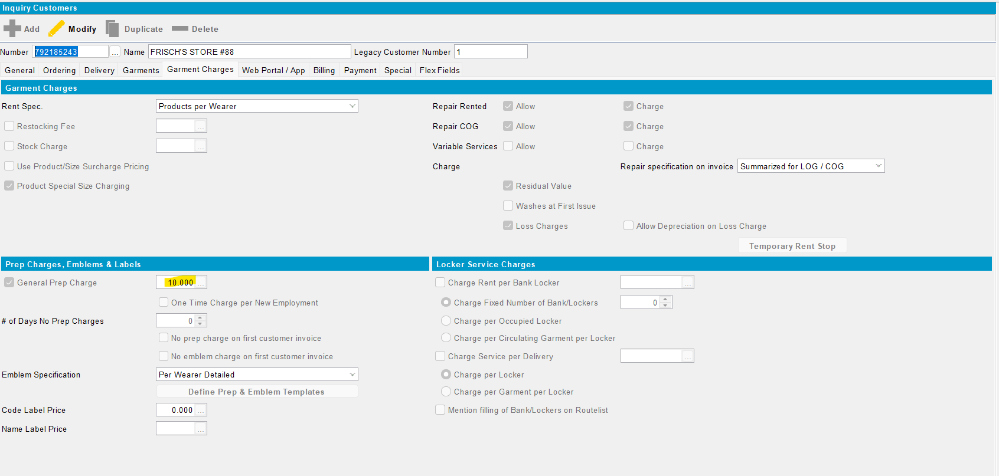 Inquiry Customers
Add Modify Duplicate Delete
Number 792185243 ... Name FRISCH'S STORE #88 Legacy Customer Number 1
General Ordering Delivery Garments Garment Charges Web Portal / App Billing Payment Special Flex Fields
Garment Charges
Rent Spec. Products per Wearer Repair Rented Allow Charge
Restocking Fee ... Repair COG Allow Charge
Stock Charge ... Variable Services Allow Charge
Use Product/Size Surcharge Pricing Charge Repair specification on invoice Summarized for LOG / COG
Product Special Size Charging Residual Value
Washes at First Issue
Loss Charges Allow Depreciation on Loss Charge
Temporary Rent Stop
Prep Charges, Emblems & Labels Locker Service Charges
General Prep Charge 10.000 ... Charge Rent per Bank Locker ...
One Time Charge per New Employment Charge Fixed Number of Bank/Lockers 0
# of Days No Prep Charges 0 Charge per Occupied Locker
No prep charge on first customer invoice Charge per Circulating Garment per Locker
No emblem charge on first customer invoice Charge Service per Delivery ...
Emblem Specification Per Wearer Detailed Charge per Locker
Define Prep & Emblem Templates Charge per Garment per Locker
Code Label Price 0.000 ... Mention filling of Bank/Lockers on Routelist
Name Label Price ...